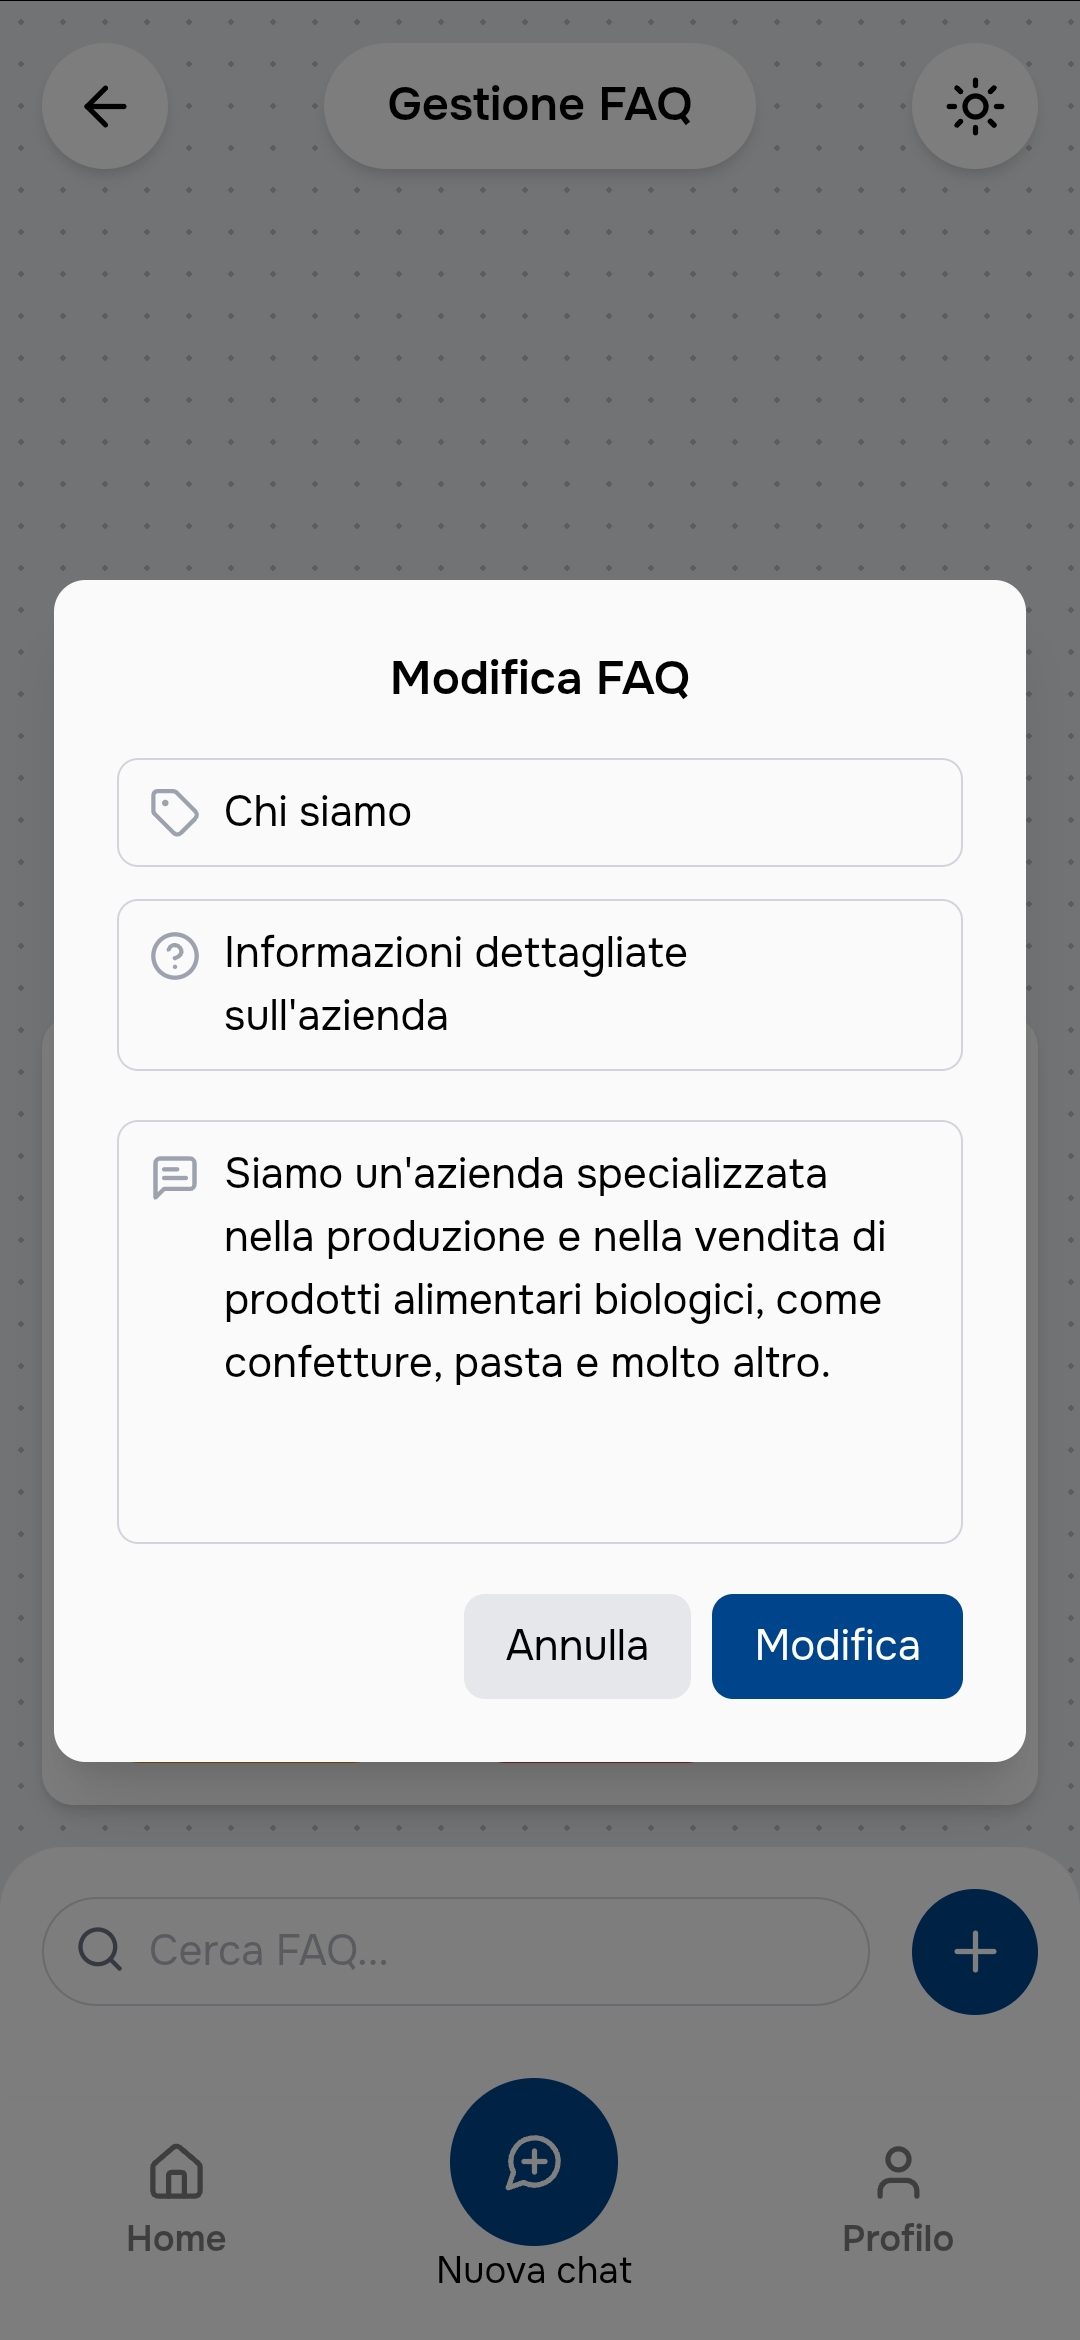 Gestione FAQ
Modifica FAQ
Chi siamo
Informazioni dettagliate
sull'azienda
Siamo un'azienda specializzata
nella produzione e nella vendita di
prodotti alimentari biologici, come
confetture, pasta e molto altro.
Annulla
Modifica
Cerca FAQ...
Home
Nuova chat
Profilo